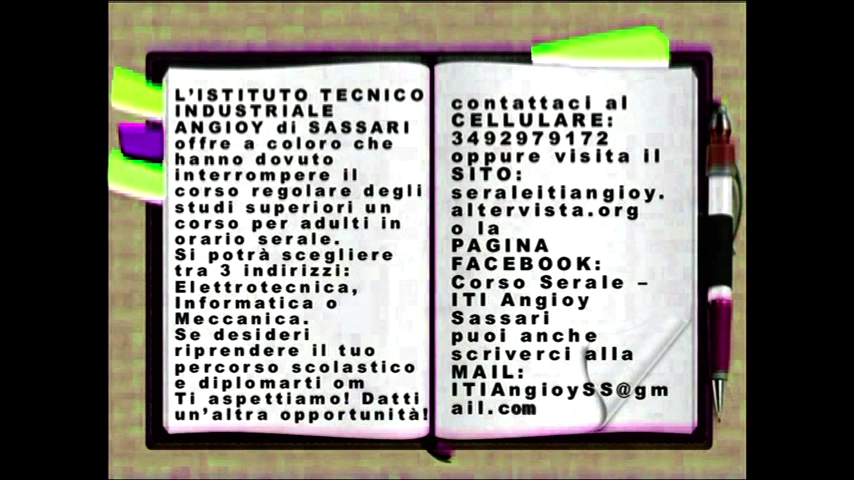 L'ISTITUTO TECNICO
INDUSTRIALE
ANGIOY di SASSARI
offre a coloro che
hanno dovuto
interrompere il
corso regolare degli
studi superiori un
corso per adulti in
orario serale.
Si potrà scegliere
tra 3 indirizzi:
Elettrotecnica,
Informatica o
Meccanica.
Se desideri
riprendere il tuo
percorso scolastico
e diplomarti om
Ti aspettiamo! Datti
un'altra opportunità!
contattaci al
CELLULARE:
3492979172
oppure visita il
SITO:
seraleitiangioy.
altervista.org
o la
PAGINA
FACEBOOK:
Corso Serale –
ITI Angioy
Sassari
puoi anche
scriverci alla
MAIL:
ITIAngioySS@gm
ail.com